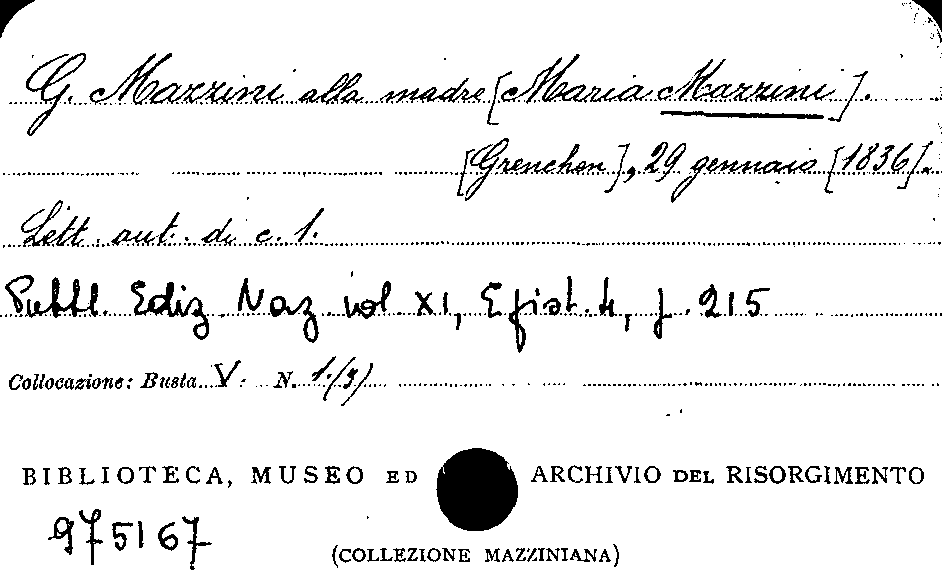 G. Mazzini alla madre [Maria Mazzini].
[Grenchen], 29 gennaio [1836].
Lett. aut. di c. 1.
Pubbl. Ediz. Naz. vol. XI, Epist. 4, p. 215
Collocazione: Busta V. N. 1.(3)
BIBLIOTECA, MUSEO ED ARCHIVIO DEL RISORGIMENTO
975167
(COLLEZIONE MAZZINIANA)